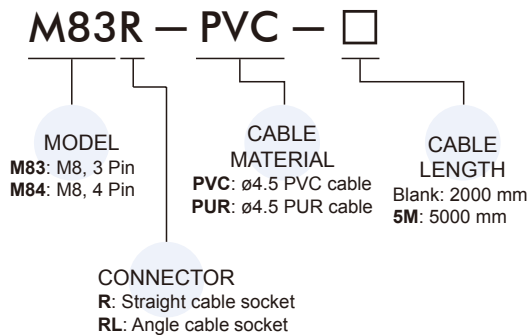 M83R — PVC — □
MODEL
M83: M8, 3 Pin
M84: M8, 4 Pin
CABLE
MATERIAL
PVC: ø4.5 PVC cable
PUR: ø4.5 PUR cable
CABLE
LENGTH
Blank: 2000 mm
5M: 5000 mm
CONNECTOR
R: Straight cable socket
RL: Angle cable socket